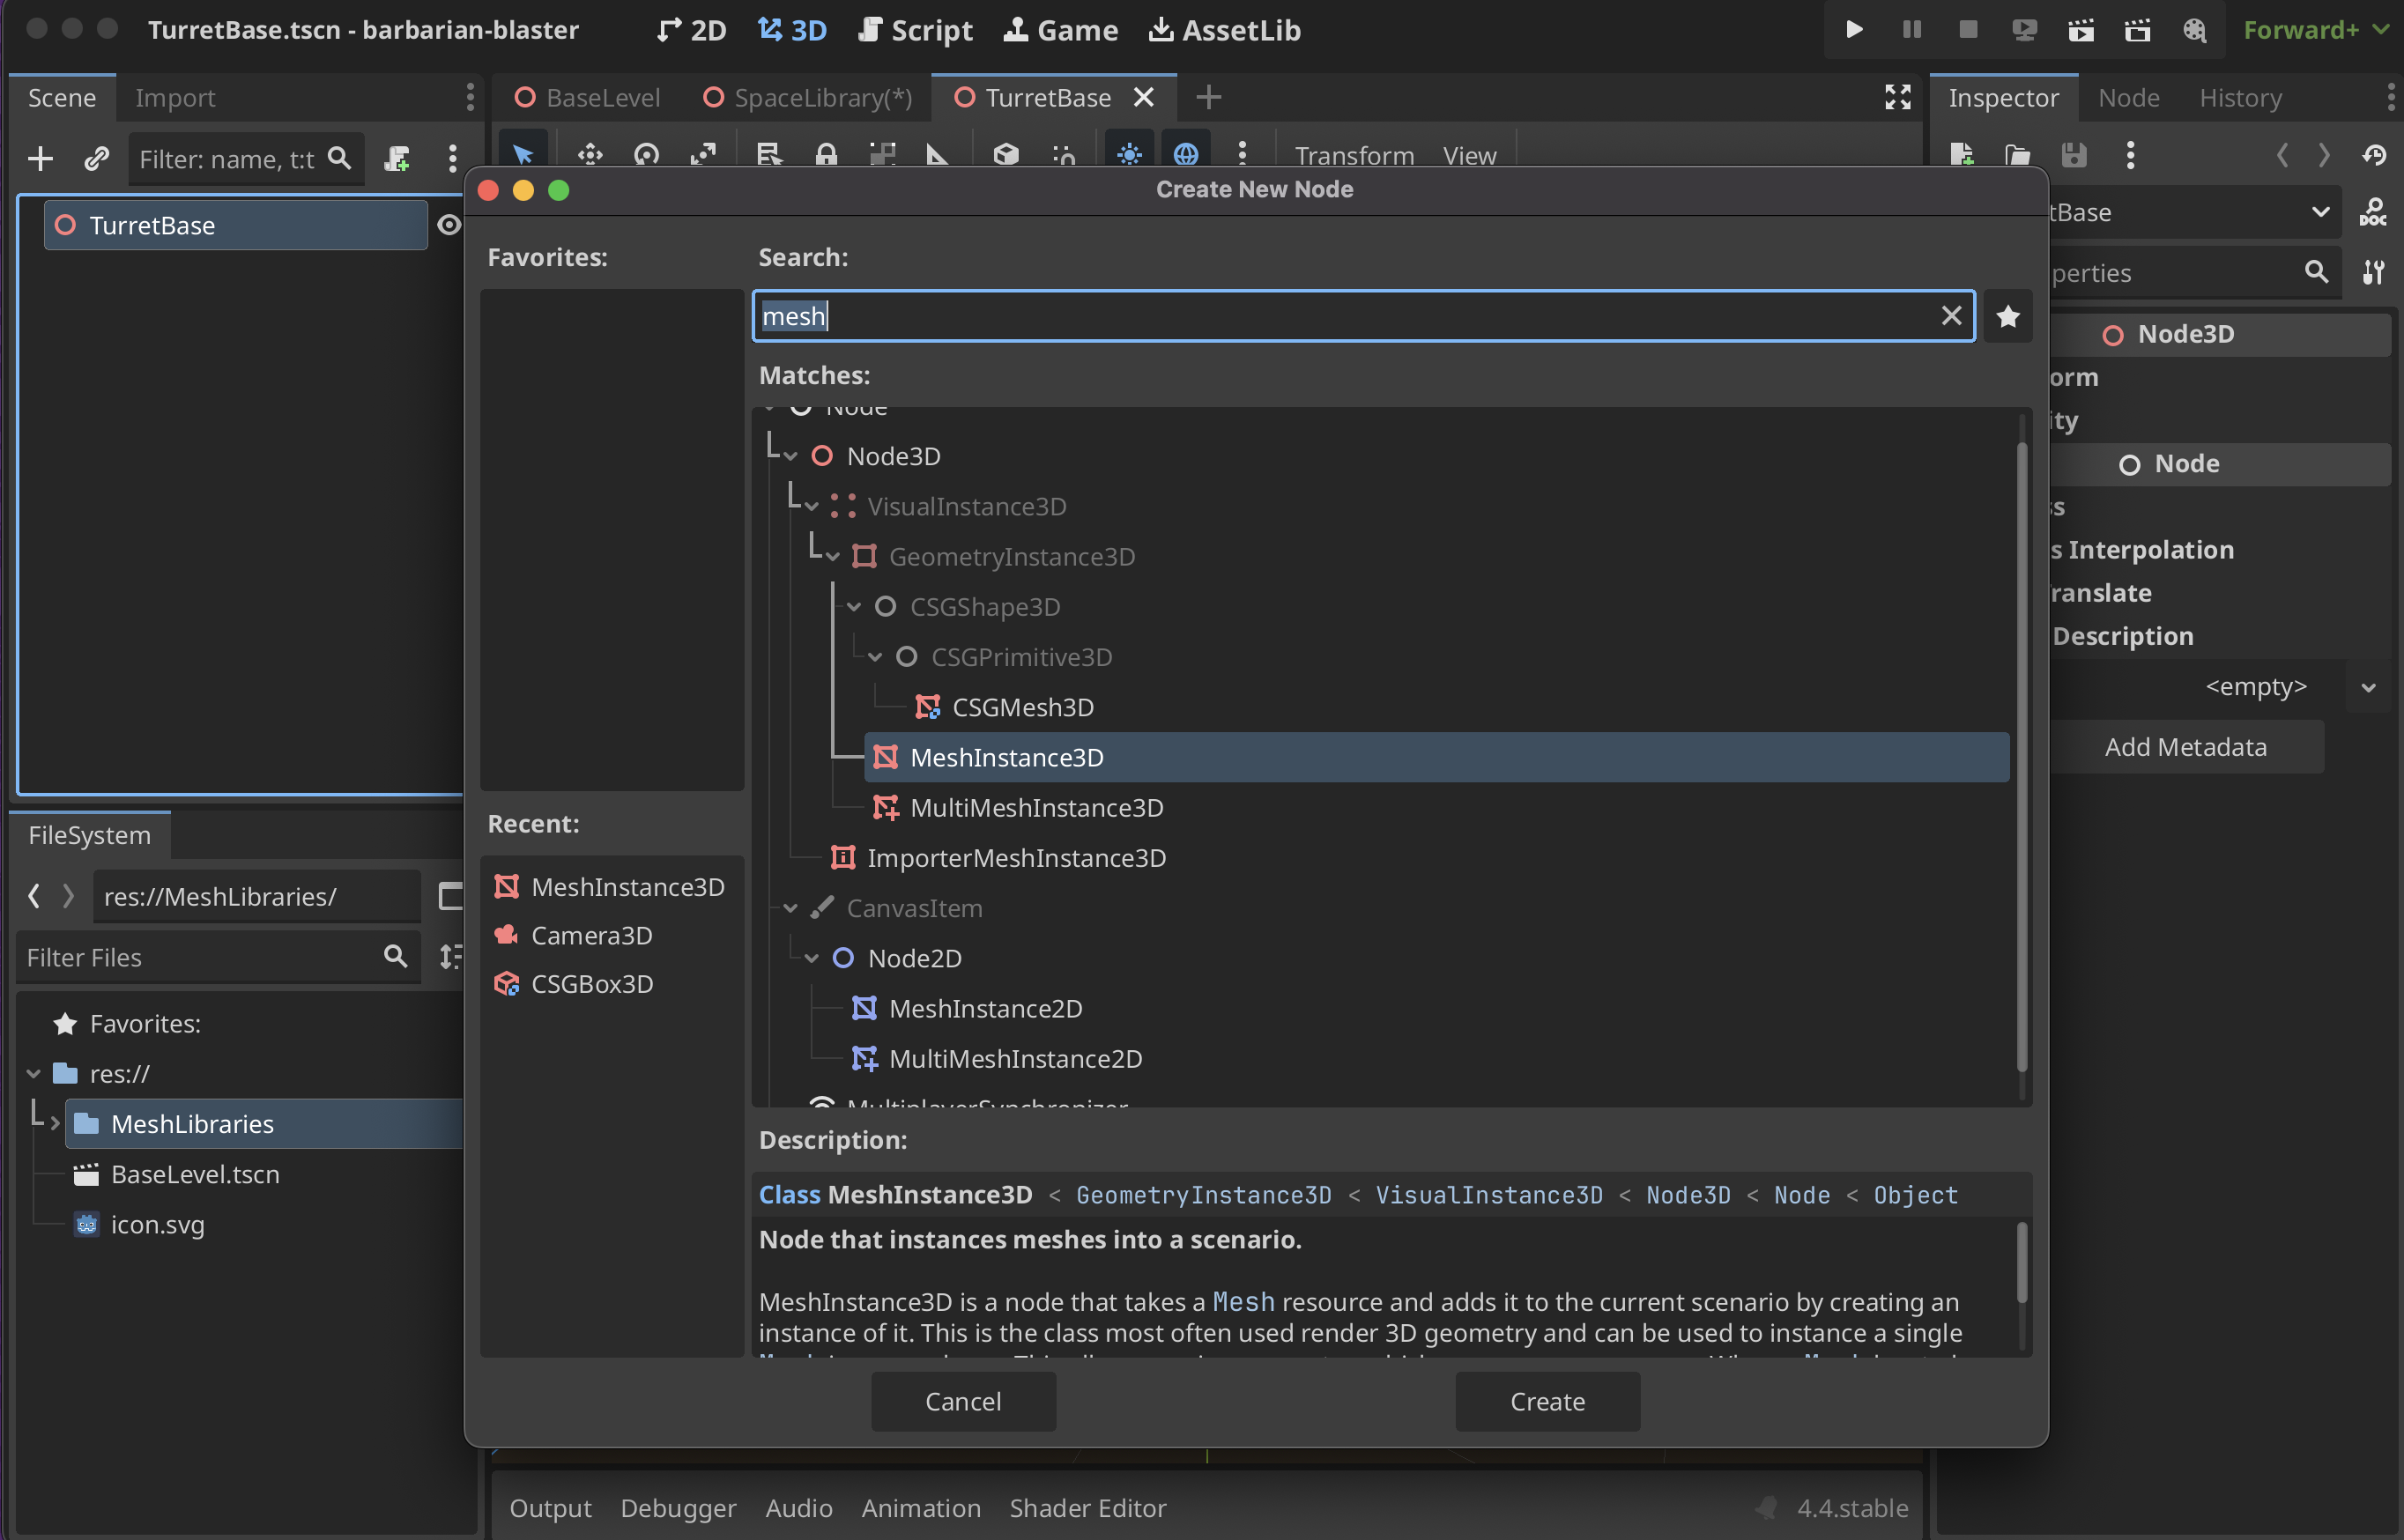 TurretBase.tscn - barbarian-blaster
2D
3D
Script
Game
AssetLib
Forward+
Scene
Import
BaseLevel
SpaceLibrary(*)
TurretBase
Inspector
Node
History
Filter: name, t:t
Transform
View
TurretBase
Create New Node
tBase
DOC
Favorites:
Search:
perties
mesh
Node3D
Matches:
orm
Node
ity
Node3D
Node
VisualInstance3D
ss
GeometryInstance3D
s Interpolation
CSGShape3D
ranslate
CSGPrimitive3D
Description
CSGMesh3D
<empty>
MeshInstance3D
Add Metadata
MultiMeshInstance3D
Recent:
FileSystem
ImporterMeshInstance3D
MeshInstance3D
res://MeshLibraries/
CanvasItem
Camera3D
Filter Files
Node2D
CSGBox3D
MeshInstance2D
Favorites:
MultiMeshInstance2D
res://
MultiplayerSynchronizer
MeshLibraries
Description:
BaseLevel.tscn
Class MeshInstance3D < GeometryInstance3D < VisualInstance3D < Node3D < Node < Object
icon.svg
Node that instances meshes into a scenario.
MeshInstance3D is a node that takes a Mesh resource and adds it to the current scenario by creating an
instance of it. This is the class most often used render 3D geometry and can be used to instance a single
Cancel
Create
Output
Debugger
Audio
Animation
Shader Editor
4.4.stable